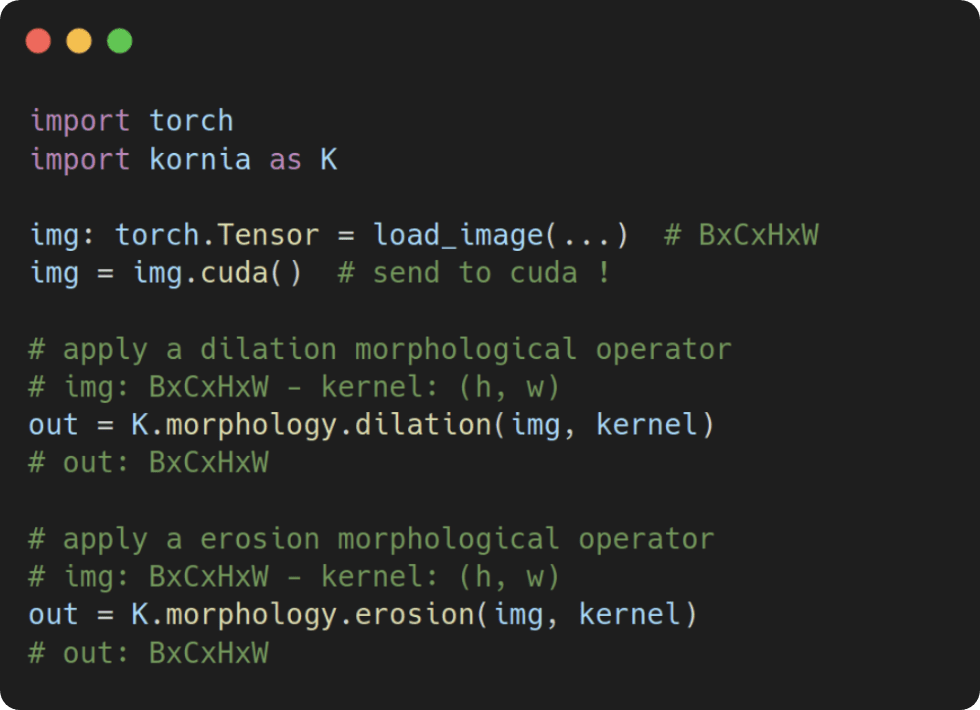 import torch
import kornia as K
img: torch.Tensor = load_image(...)  # BxCxHxW
img = img.cuda()  # send to cuda !
# apply a dilation morphological operator
# img: BxCxHxW - kernel: (h, w)
out = K.morphology.dilation(img, kernel)
# out: BxCxHxW
# apply a erosion morphological operator
# img: BxCxHxW - kernel: (h, w)
out = K.morphology.erosion(img, kernel)
# out: BxCxHxW